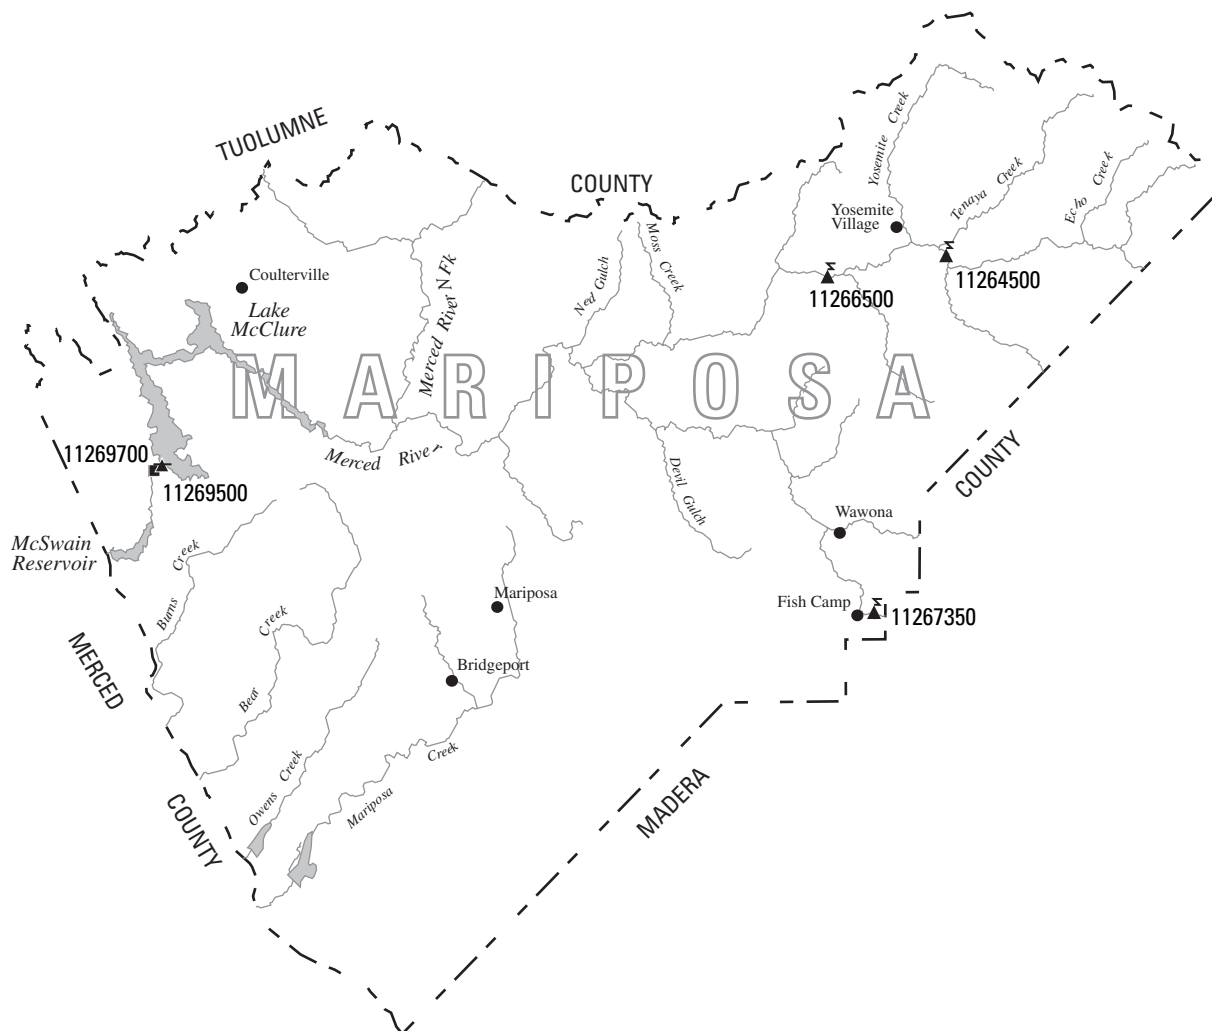 TUOLUMNE
COUNTY
Yosemite Creek
Tenaya Creek
Echo Creek
Yosemite
Village
11264500
11266500
Moss Creek
Ned Gulch
Merced River N Fk
Coulterville
Lake
McClure
MARIPOSA
11269700
11269500
Merced River
Devil Gulch
COUNTY
Wawona
McSwain
Reservoir
Burns Creek
Creek
Mariposa
Fish Camp
11267350
Bridgeport
MERCED
Bear
Creek
Owens Creek
Mariposa
COUNTY
MADERA